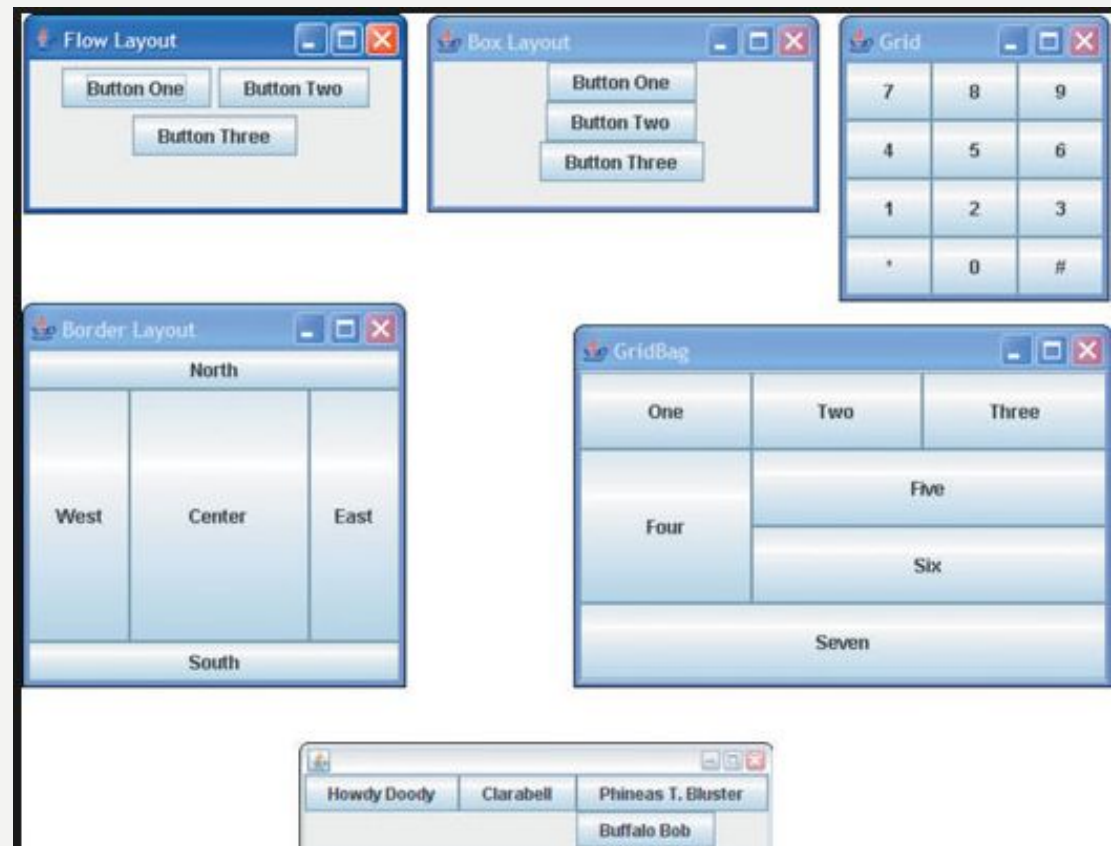 Flow Layout
Button One Button Two
Button Three
Box Layout
Button One
Button Two
Button Three
Grid
7 8 9
4 5 6
1 2 3
* 0 #
Border Layout
North
West Center East
South
GridBag
One Two Three
Five
Four
Six
Seven
Howdy Doody Clarabell Phineas T. Bluster
Buffalo Bob